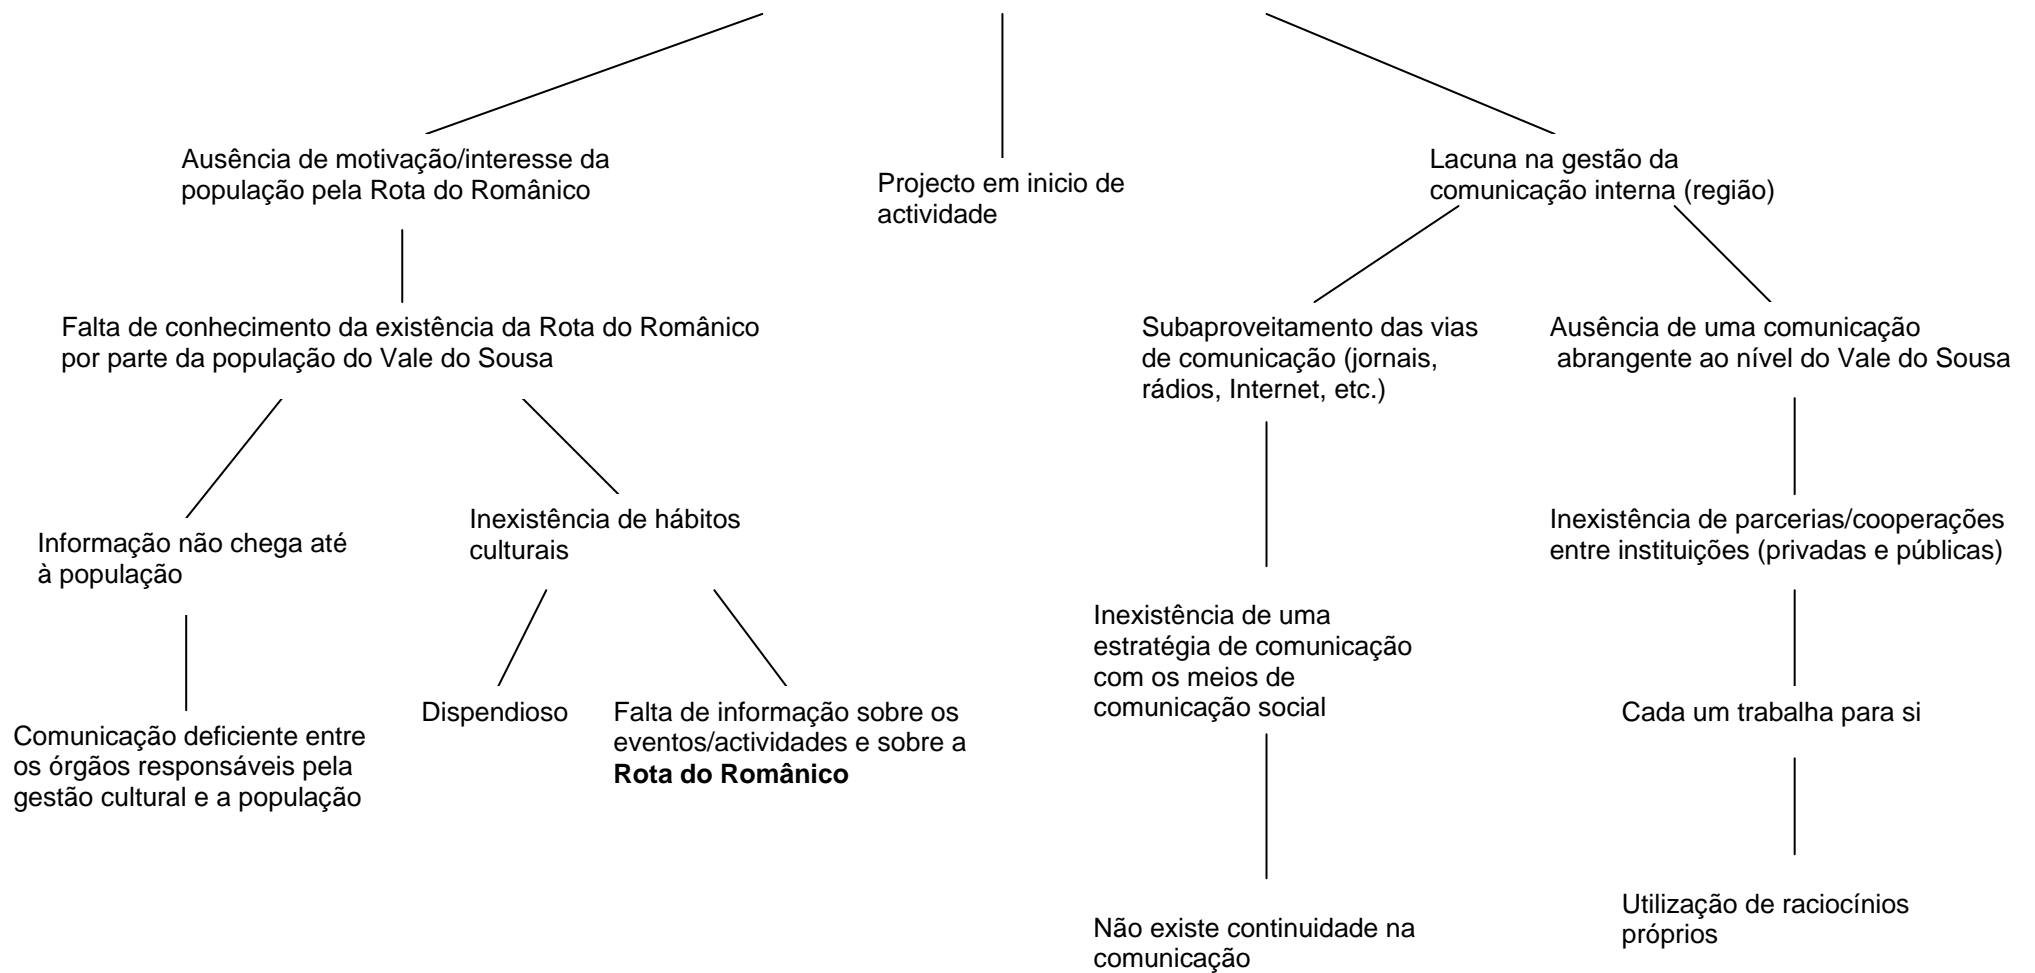 Ausência de motivação/interesse da
população pela Rota do Românico
Projecto em inicio de
actividade
Lacuna na gestão da
comunicação interna (região)
Falta de conhecimento da existência da Rota do Românico
por parte da população do Vale do Sousa
Subaproveitamento das vias
de comunicação (jornais,
rádios, Internet, etc.)
Ausência de uma comunicação
abrangente ao nível do Vale do Sousa
Informação não chega até
à população
Inexistência de hábitos
culturais
Inexistência de parcerias/cooperações
entre instituições (privadas e públicas)
Inexistência de uma
estratégia de comunicação
com os meios de
comunicação social
Comunicação deficiente entre
os órgãos responsáveis pela
gestão cultural e a população
Dispendioso
Falta de informação sobre os
eventos/actividades e sobre a
Rota do Românico
Cada um trabalha para si
Não existe continuidade na
comunicação
Utilização de raciocínios
próprios